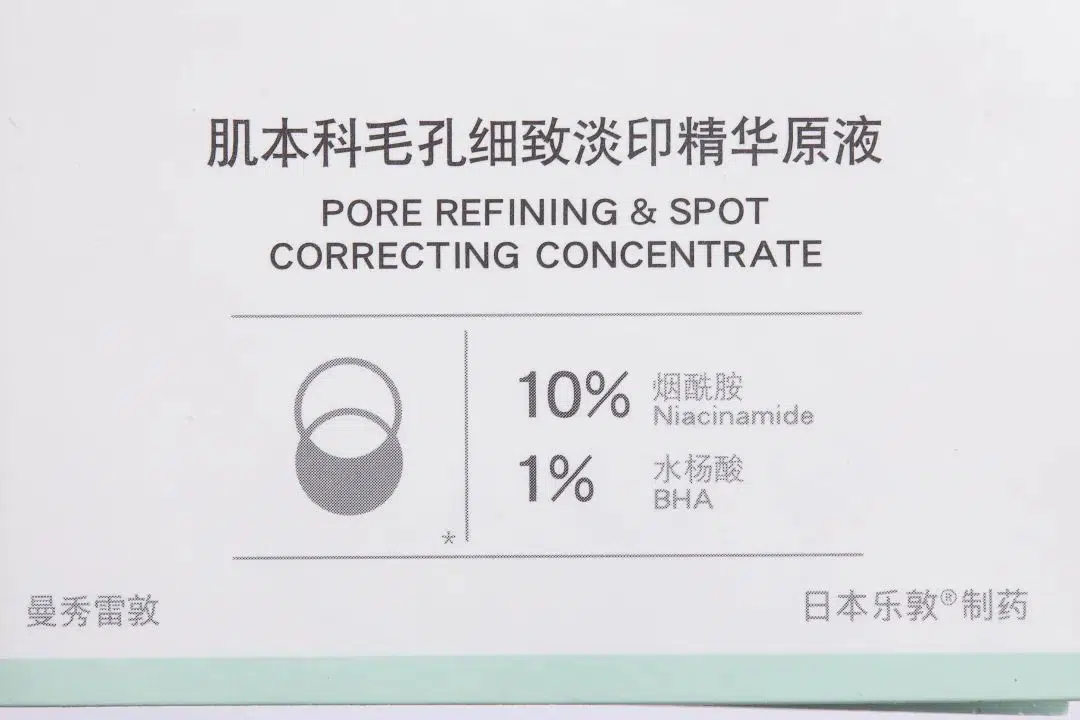 肌本科毛孔细致淡印精华原液
PORE REFINING & SPOT
CORRECTING CONCENTRATE
10% 烟酰胺
Niacinamide
1% 水杨酸
BHA
*
曼秀雷敦
日本乐敦®制药